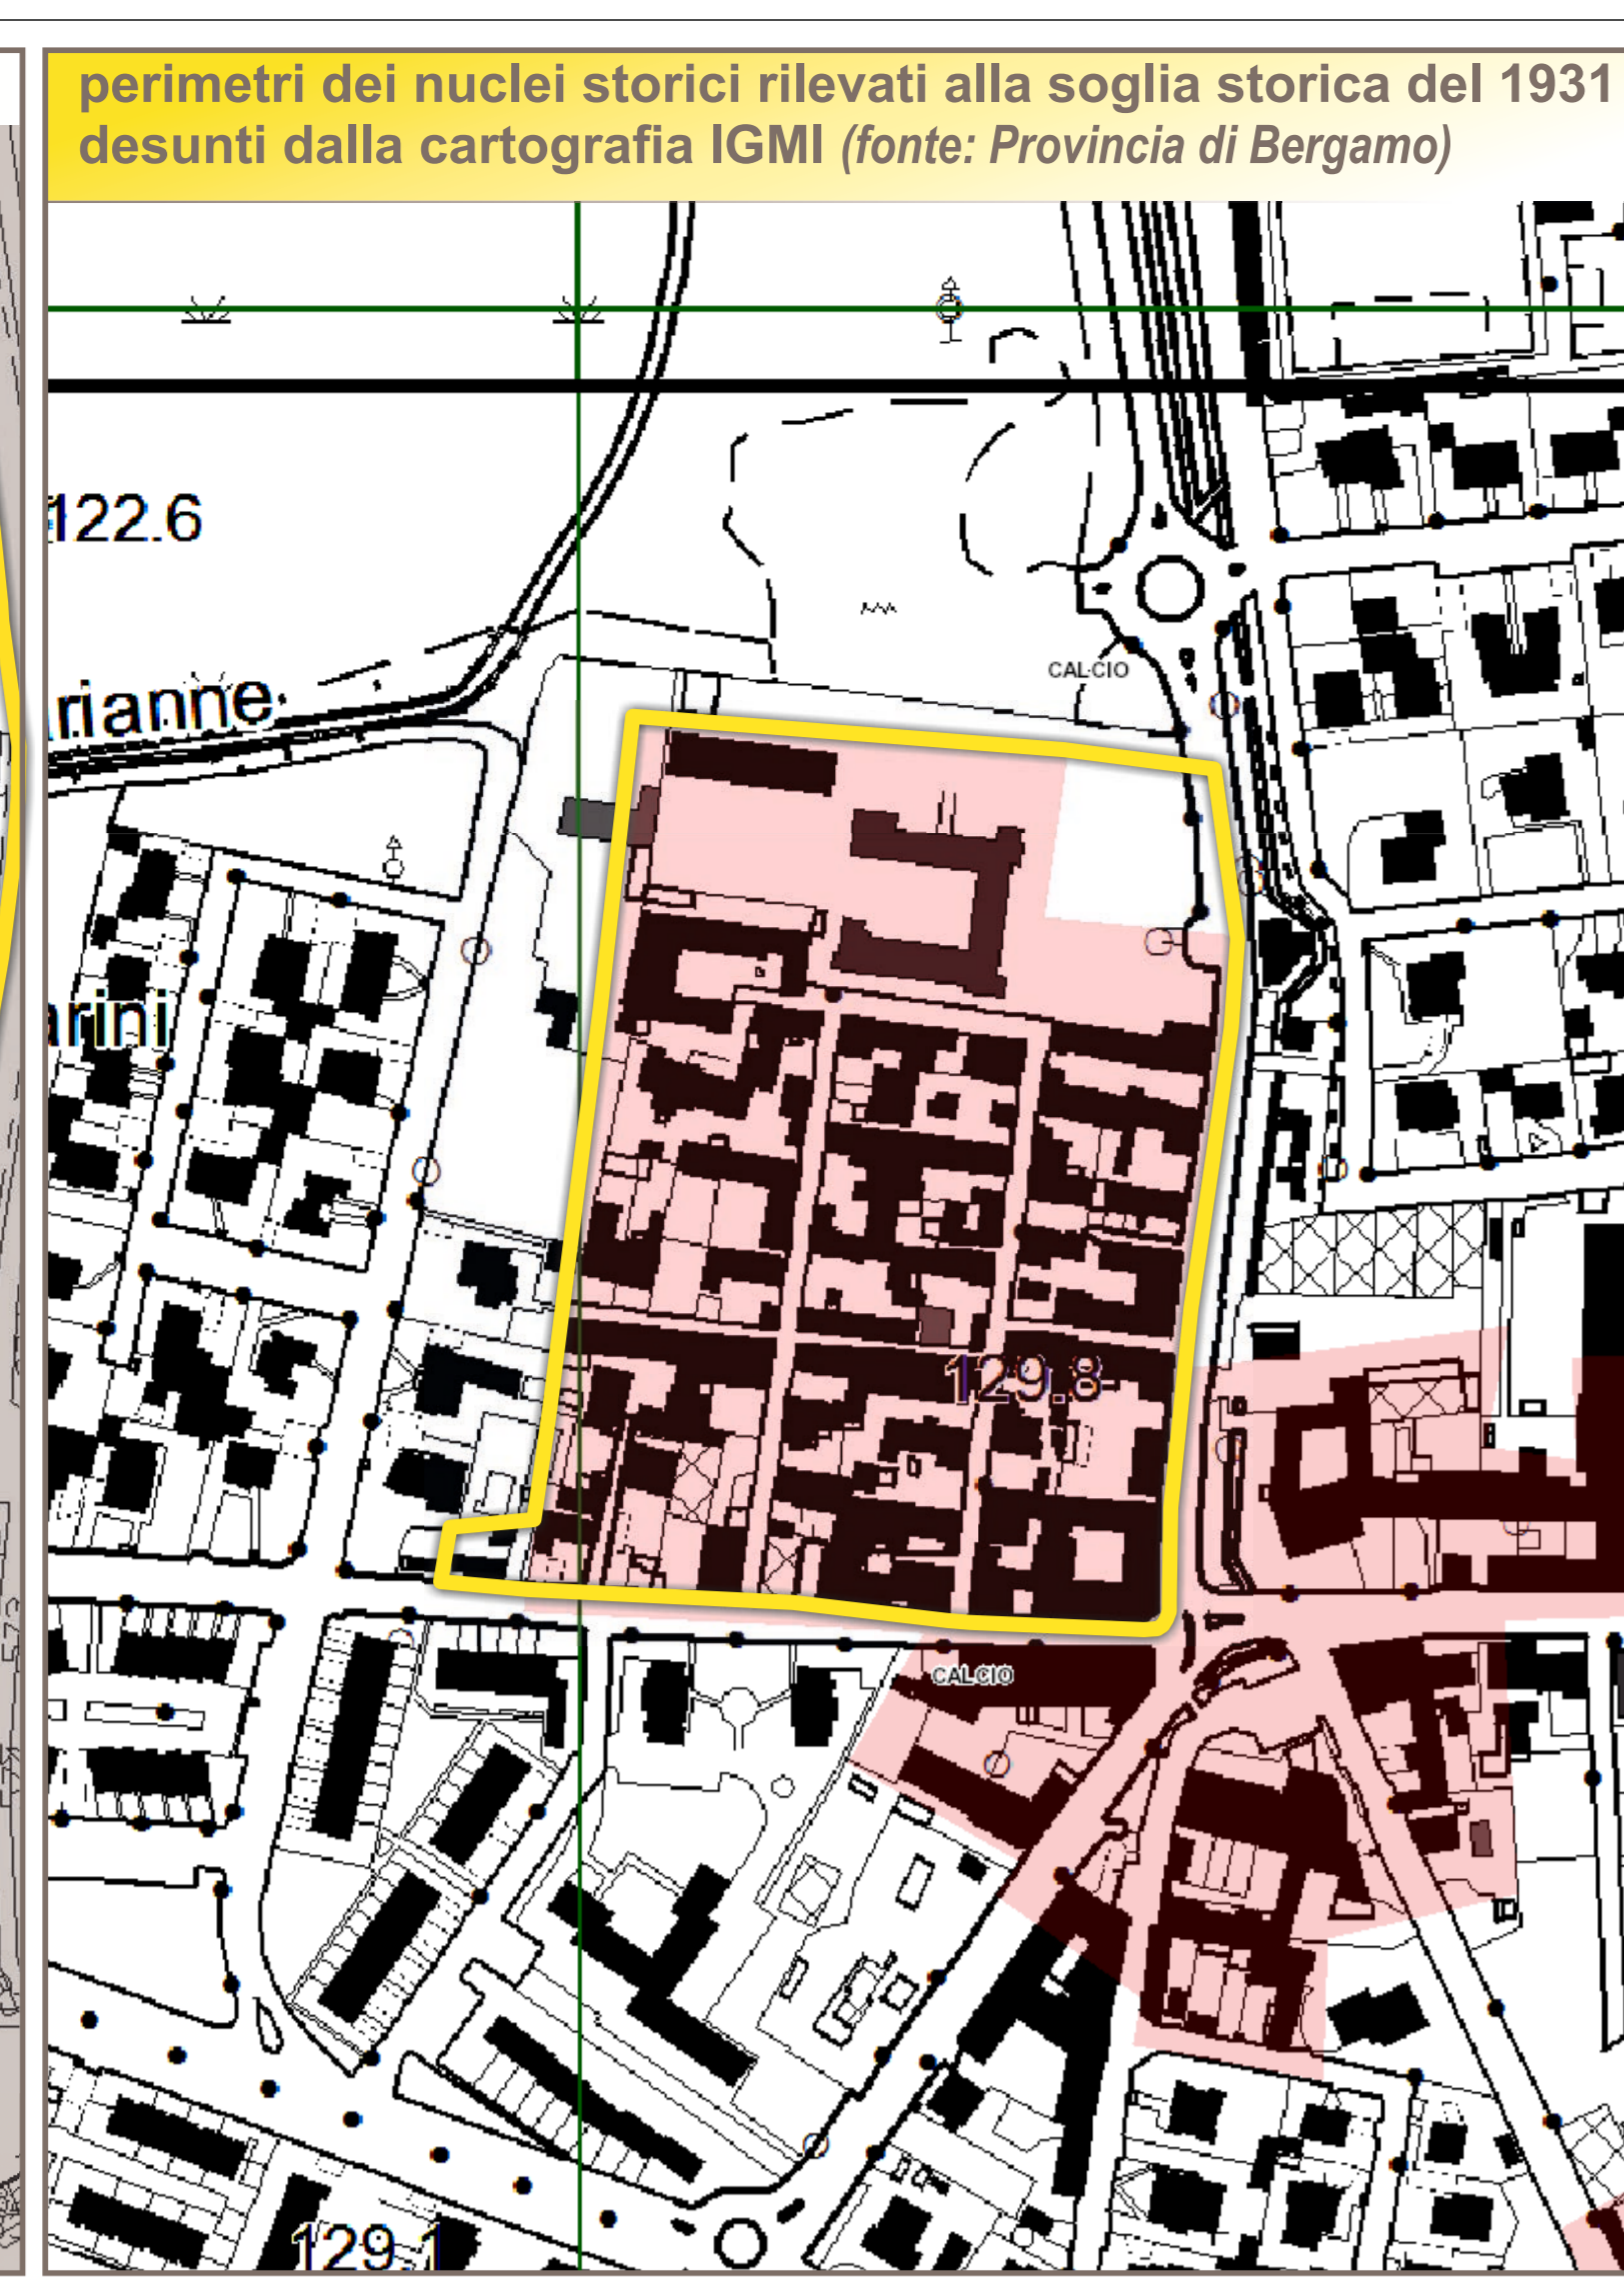 perimetri dei nuclei storici rilevati alla soglia storica del 1931
desunti dalla cartografia IGMI (fonte: Provincia di Bergamo)
122.6
CALCIO
rianne
arini
129.8
CALCIO
129.1